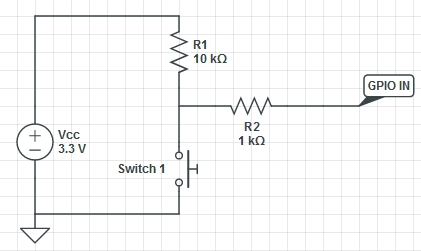 R1
10 kΩ
GPIO IN
R2
1 kΩ
Vcc
3.3 V
Switch 1